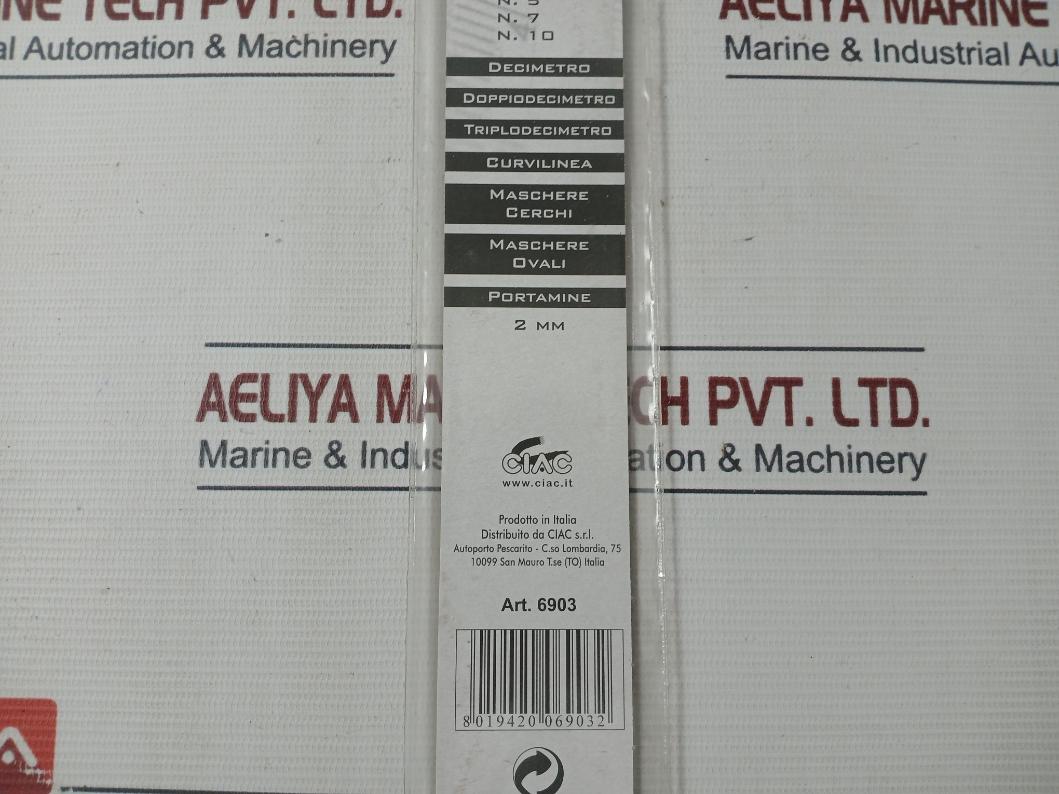 NE TECH PVT. LTD.
al Automation & Machinery
AELIYA MARINE
Marine & Industrial Au
N. 5
N. 7
N. 10
DECIMETRO
DOPPIODECIMETRO
TRIPLODECIMETRO
CURVILINEA
MASCHERE
CERCHI
MASCHERE
OVALI
PORTAMINE
2 MM
AELIYA MA CH PVT. LTD.
Marine & Indus ation & Machinery
CIAC
www.ciac.it
Prodotto in Italia
Distribuito da CIAC s.r.l.
Autoporto Pescarito - C.so Lombardia, 75
10099 San Mauro T.se (TO) Italia
Art. 6903
8 019420 069032